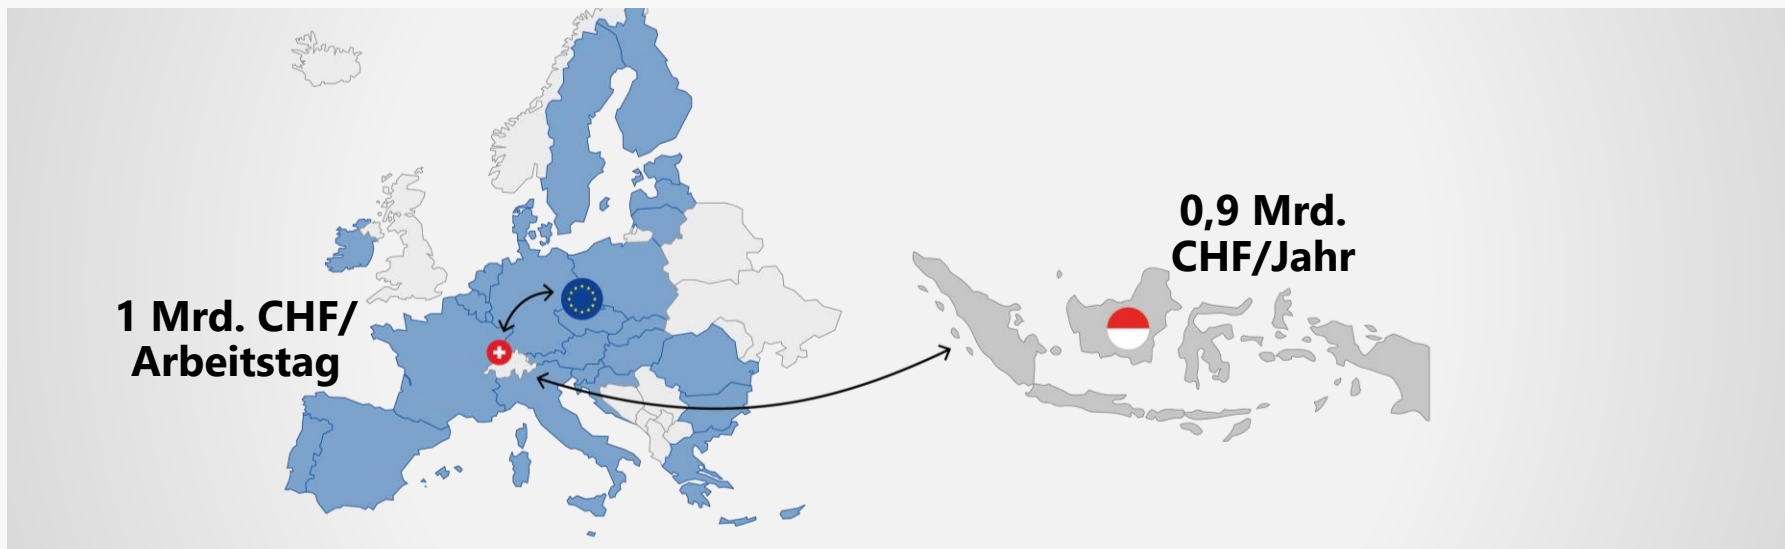 1 Mrd. CHF/
Arbeitstag
0,9 Mrd.
CHF/Jahr